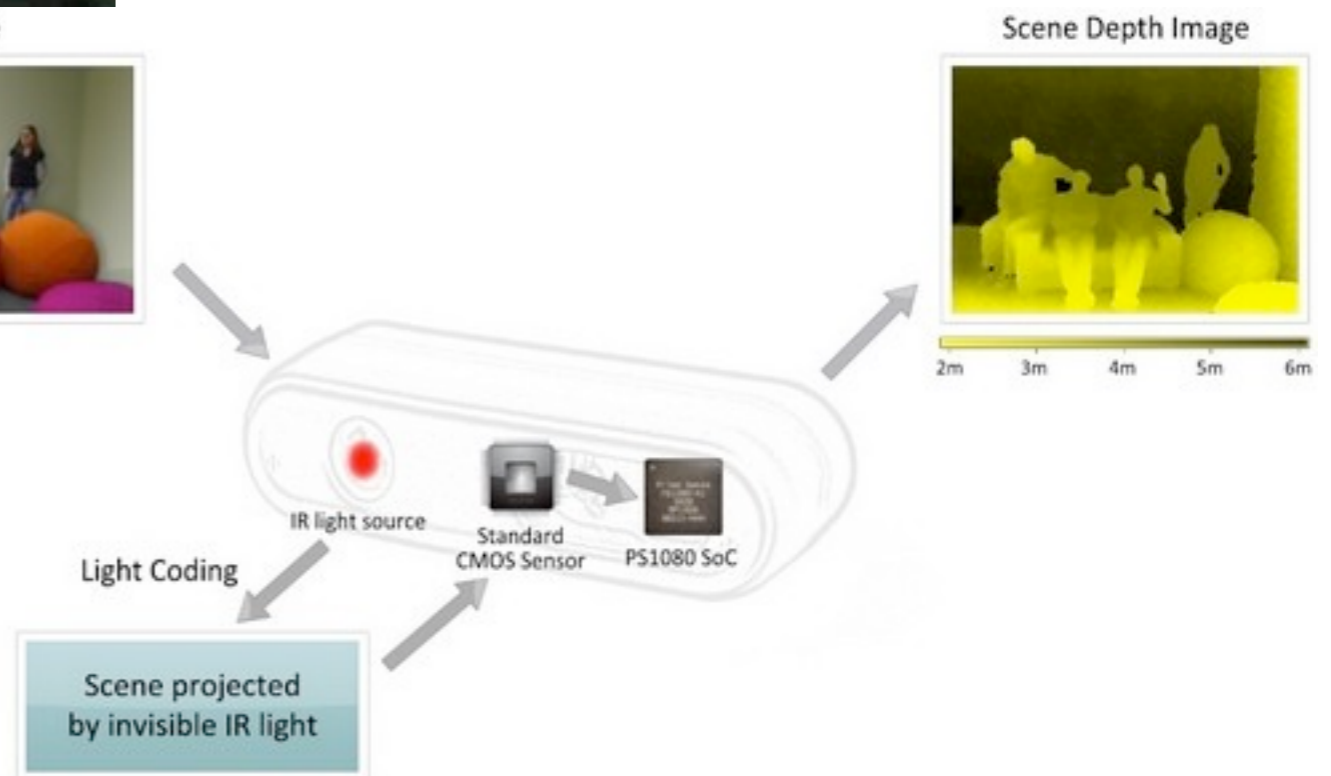 Scene Depth Image
2m 3m 4m 5m 6m
IR light source
Standard
CMOS Sensor
PS1080 SoC
Light Coding
Scene projected
by invisible IR light